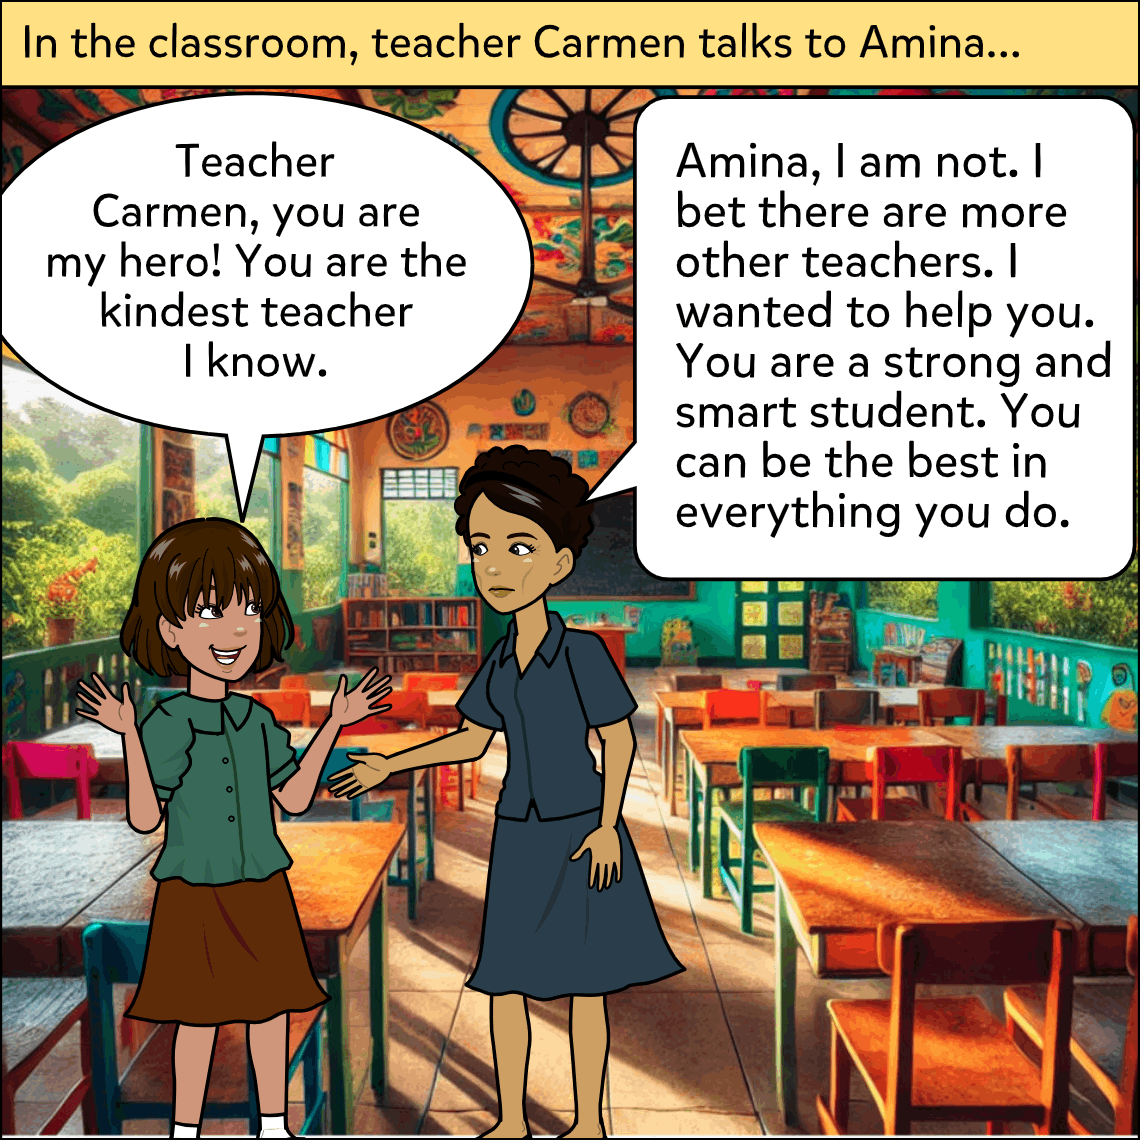 In the classroom, teacher Carmen talks to Amina...
Teacher
Carmen, you are
my hero! You are the
kindest teacher
I know.
Amina, I am not. I
bet there are more
other teachers. I
wanted to help you.
You are a strong and
smart student. You
can be the best in
everything you do.